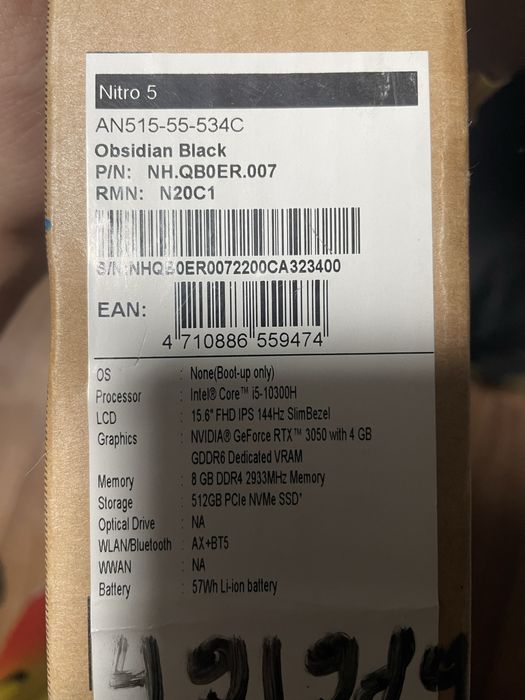 Nitro 5
AN515-55-534C
Obsidian Black
P/N: NH.QB0ER.007
RMN: N20C1
S/N:NHQB0ER0072200CA323400
EAN:
4 710886 559474
OS : None(Boot-up only)
Processor : Intel® Core™ i5-10300H
LCD : 15.6" FHD IPS 144Hz SlimBezel
Graphics : NVIDIA® GeForce RTX™ 3050 with 4 GB
GDDR6 Dedicated VRAM
Memory : 8 GB DDR4 2933MHz Memory
Storage : 512GB PCIe NVMe SSD*
Optical Drive : NA
WLAN/Bluetooth : AX+BT5
WWAN : NA
Battery : 57Wh Li-ion battery